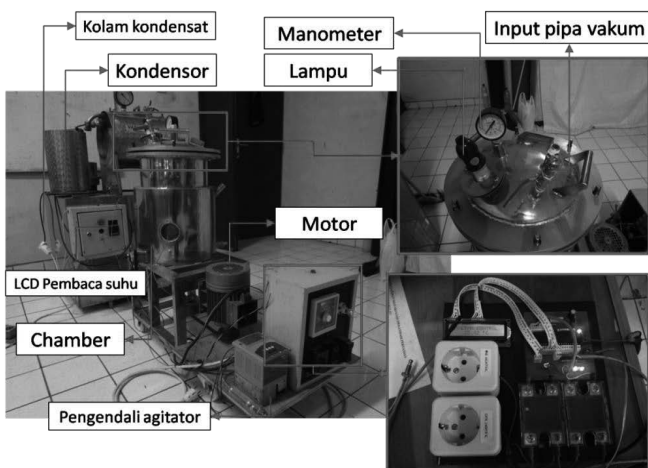 Kolam kondensat
Kondensor
Manometer
Lampu
Input pipa vakum
Motor
LCD Pembaca suhu
Chamber
Pengendali agitator